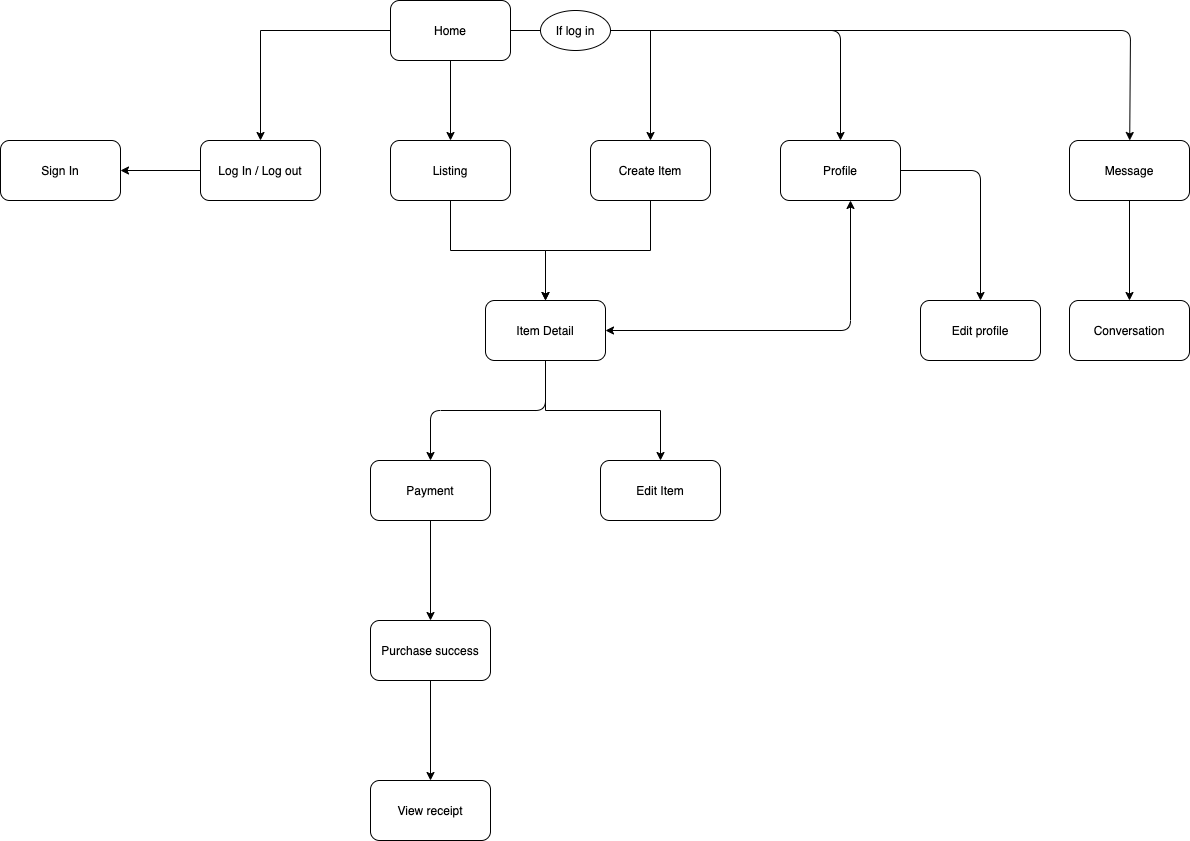 Home
If log in
Sign In
Log In / Log out
Listing
Create Item
Profile
Message
Item Detail
Edit profile
Conversation
Payment
Edit Item
Purchase success
View receipt